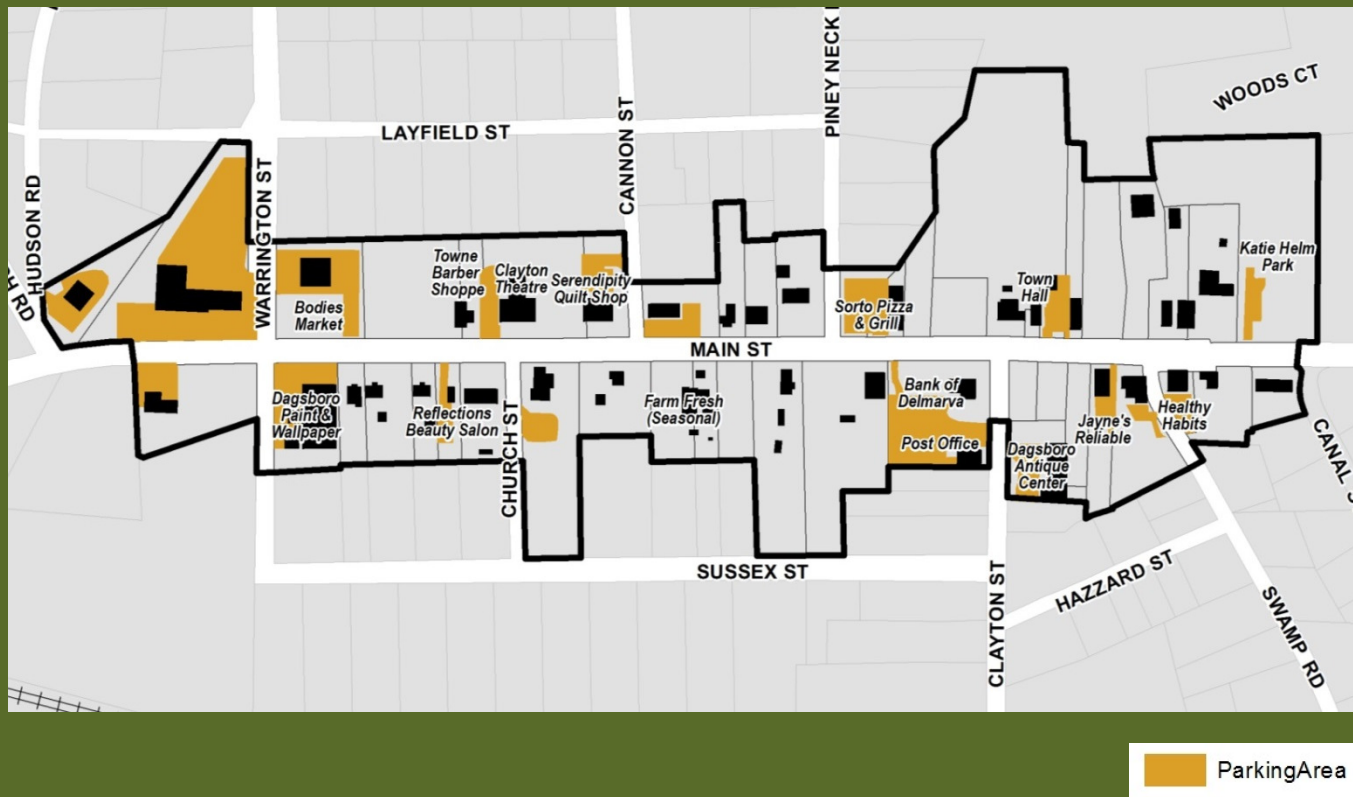 WOODS CT
PINEY NECK
LAYFIELD ST
CANNON ST
WARRINGTON ST
HUDSON RD
RD
Towne
Barber
Shoppe
Clayton
Theatre
Serendipity
Quilt Shop
Bodies
Market
Sorto Pizza
& Grill
Town
Hall
Katie Helm
Park
MAIN ST
Dagsboro
Paint &
Wallpaper
Reflections
Beauty Salon
CHURCH ST
Farm Fresh
(Seasonal)
Bank of
Delmarva
Post Office
Dagsboro
Antique
Center
Jayne's
Reliable
Healthy
Habits
CANAL
SUSSEX ST
CLAYTON ST
HAZZARD ST
SWAMP RD
ParkingArea